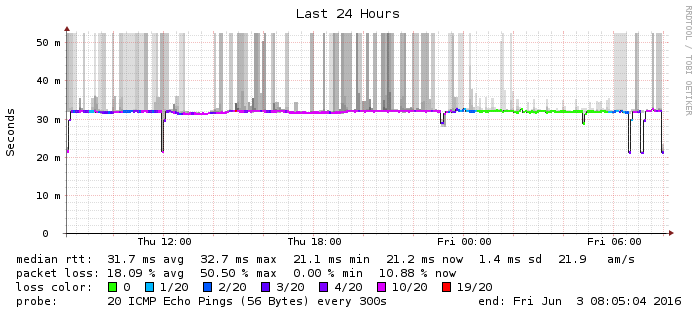 Last 24 Hours
RRDTOOL / TOBI OETIKER
Seconds
50 m
40 m
30 m
20 m
10 m
0
Thu 12:00 Thu 18:00 Fri 00:00 Fri 06:00
median rtt: 31.7 ms avg 32.7 ms max 21.1 ms min 21.2 ms now 1.4 ms sd 21.9 am/s
packet loss: 18.09 % avg 50.50 % max 0.00 % min 10.88 % now
loss color: 0 1/20 2/20 3/20 4/20 10/20 19/20
probe: 20 ICMP Echo Pings (56 Bytes) every 300s end: Fri Jun 3 08:05:04 2016